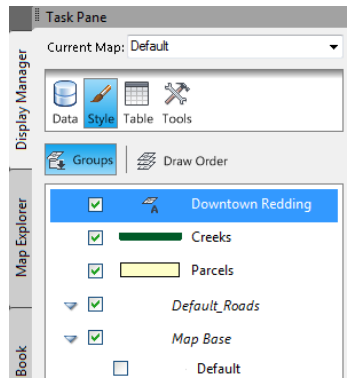 Task Pane
Current Map: Default
Display Manager
Data Style Table Tools
Groups Draw Order
Map Explorer
A Downtown Redding
Creeks
Parcels
Default_Roads
Map Base
Book
Default